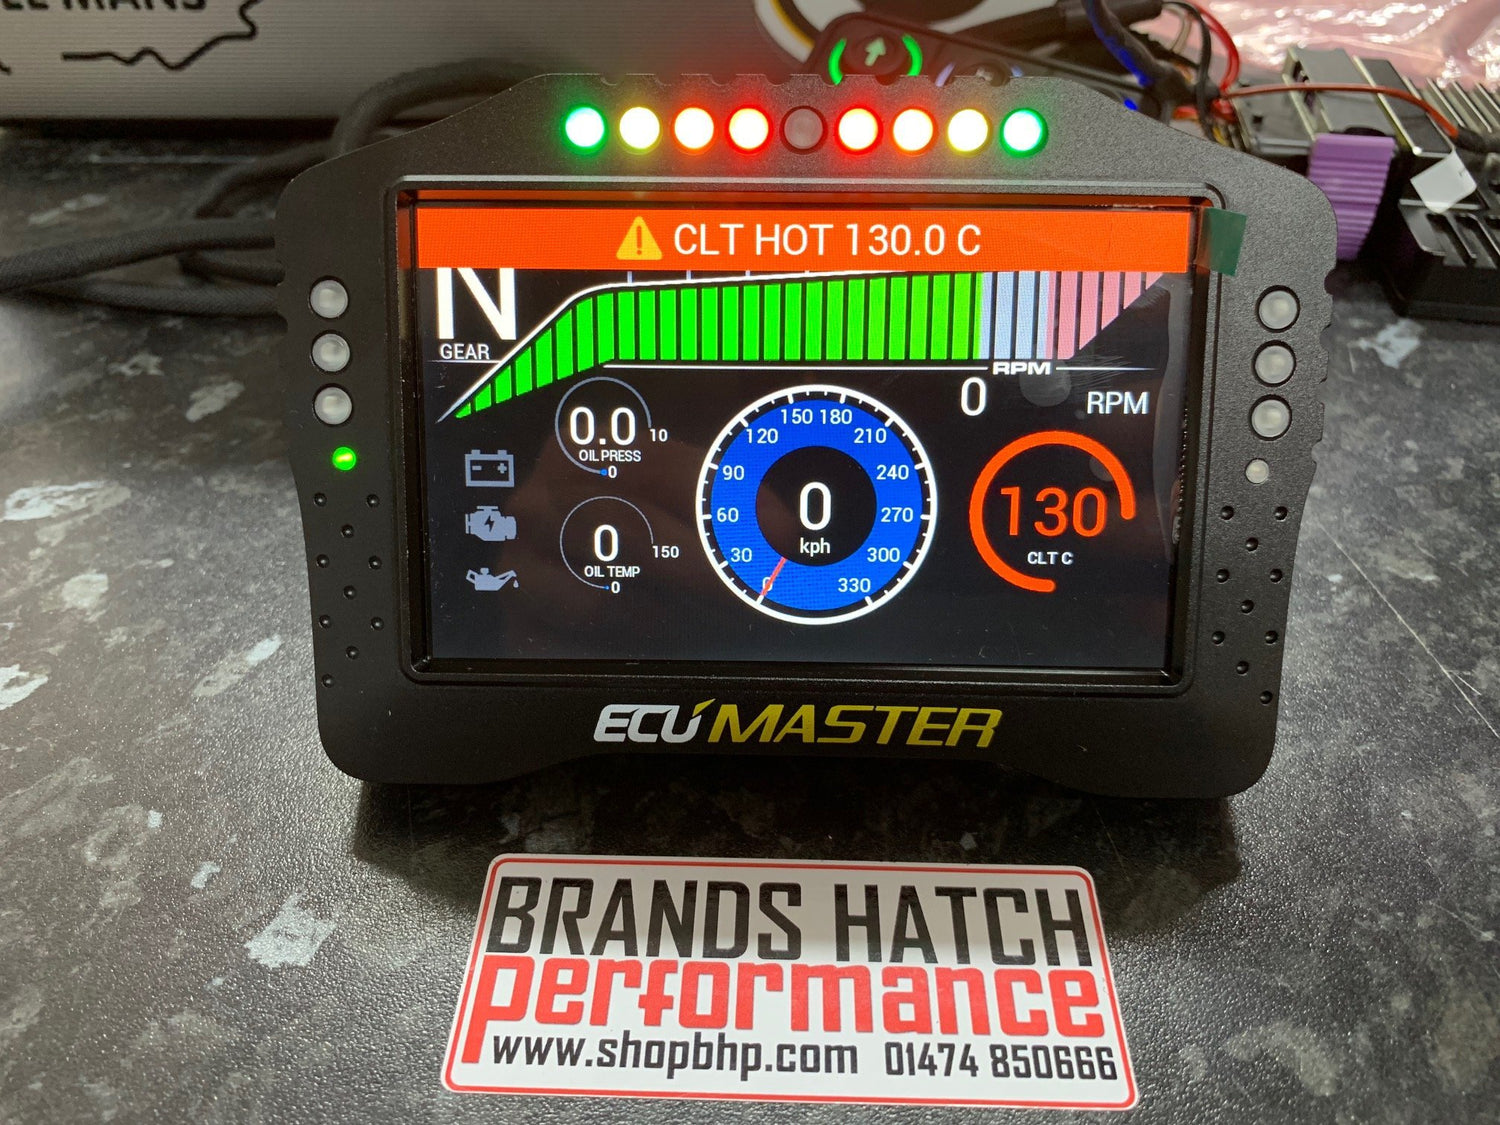 CLT HOT 130.0 C
N
GEAR
RPM
0 RPM
0.0
10
OIL PRESS
0
0
150
OIL TEMP
0
0
30
60
90
120
150
180
210
240
270
300
330
0
kph
130
CLT C
ECUMASTER
BRANDS HATCH
performance
www.shopbhp.com 01474 850666